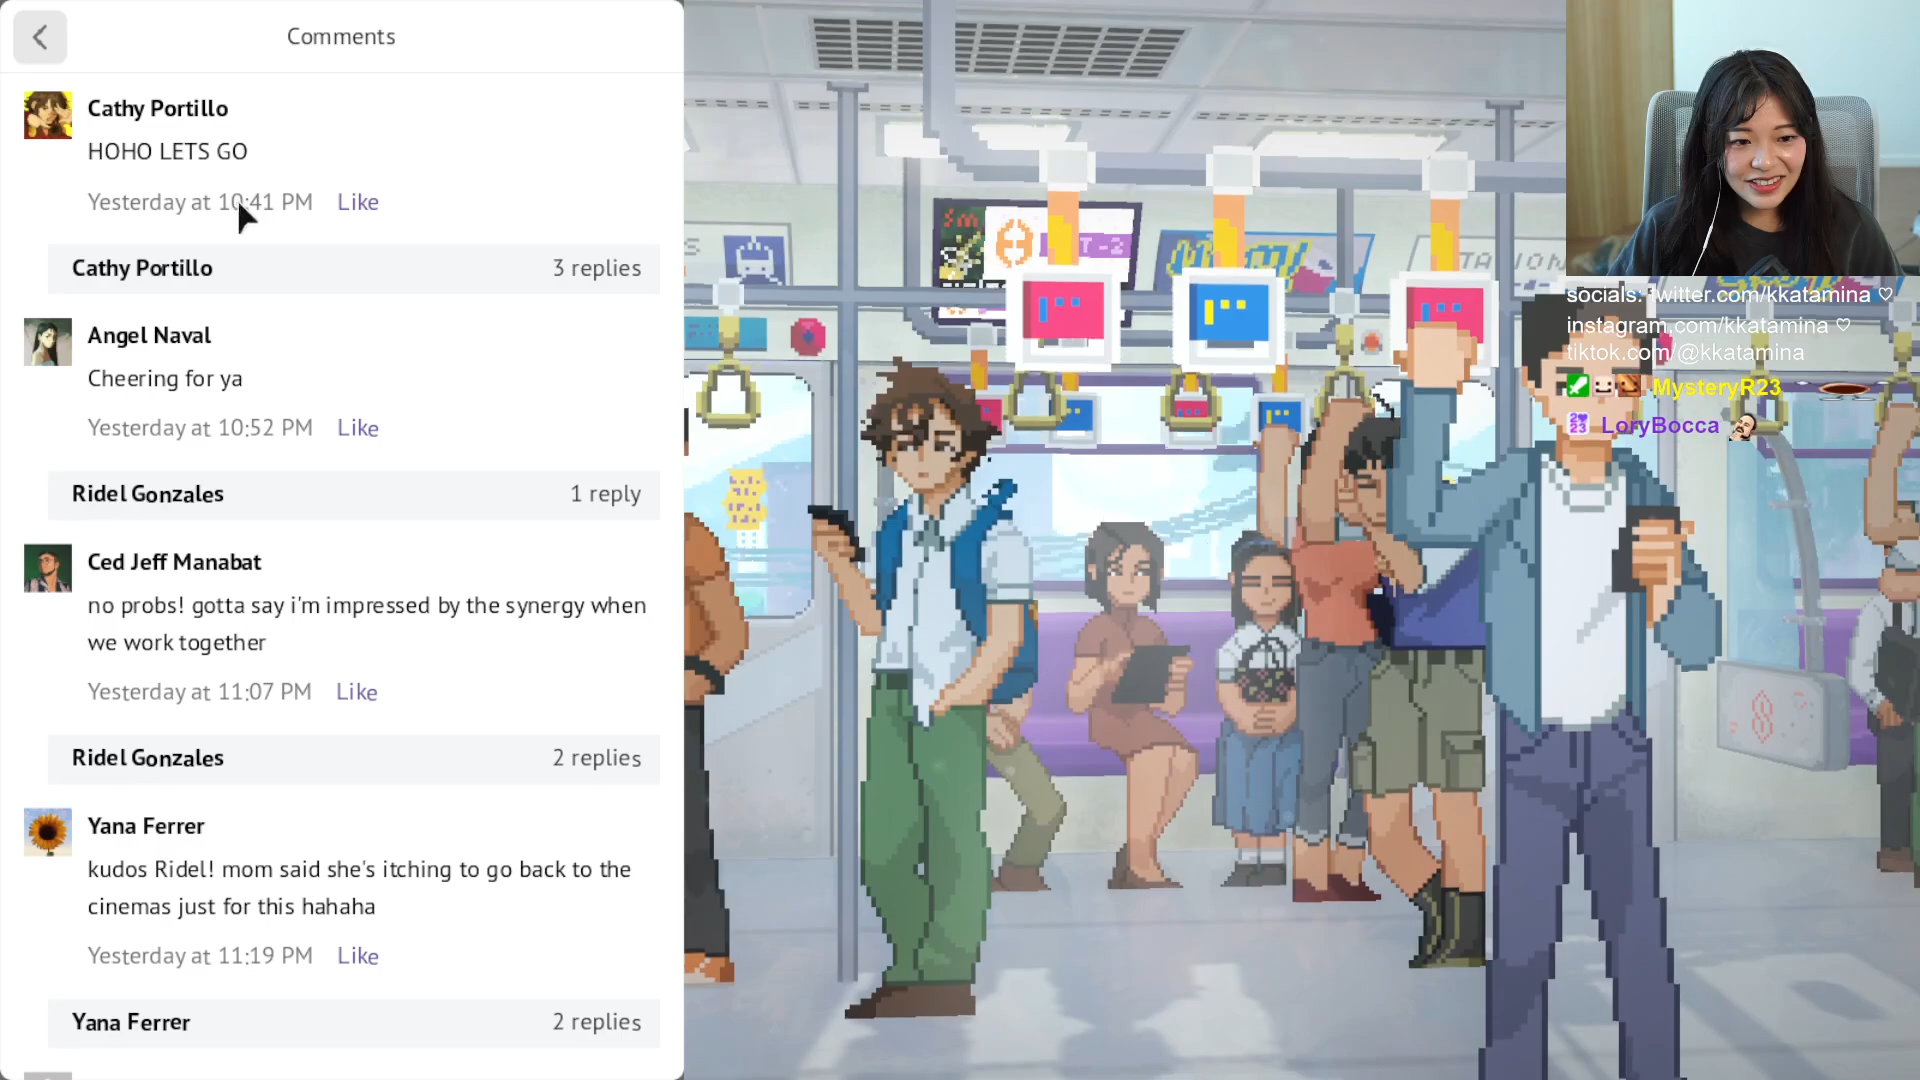 Comments
Cathy Portillo
HOHO LETS GO
Yesterday at 10:41 PM Like
Cathy Portillo 3 replies
Angel Naval
Cheering for ya
Yesterday at 10:52 PM Like
Ridel Gonzales 1 reply
Ced Jeff Manabat
no probs! gotta say i'm impressed by the synergy when
we work together
Yesterday at 11:07 PM Like
Ridel Gonzales 2 replies
Yana Ferrer
kudos Ridel! mom said she's itching to go back to the
cinemas just for this hahaha
Yesterday at 11:19 PM Like
Yana Ferrer 2 replies
socials: twitter.com/kkatamina ♡
instagram.com/kkatamina ♡
tiktok.com/@kkatamina
MysteryR23
LoryBocca